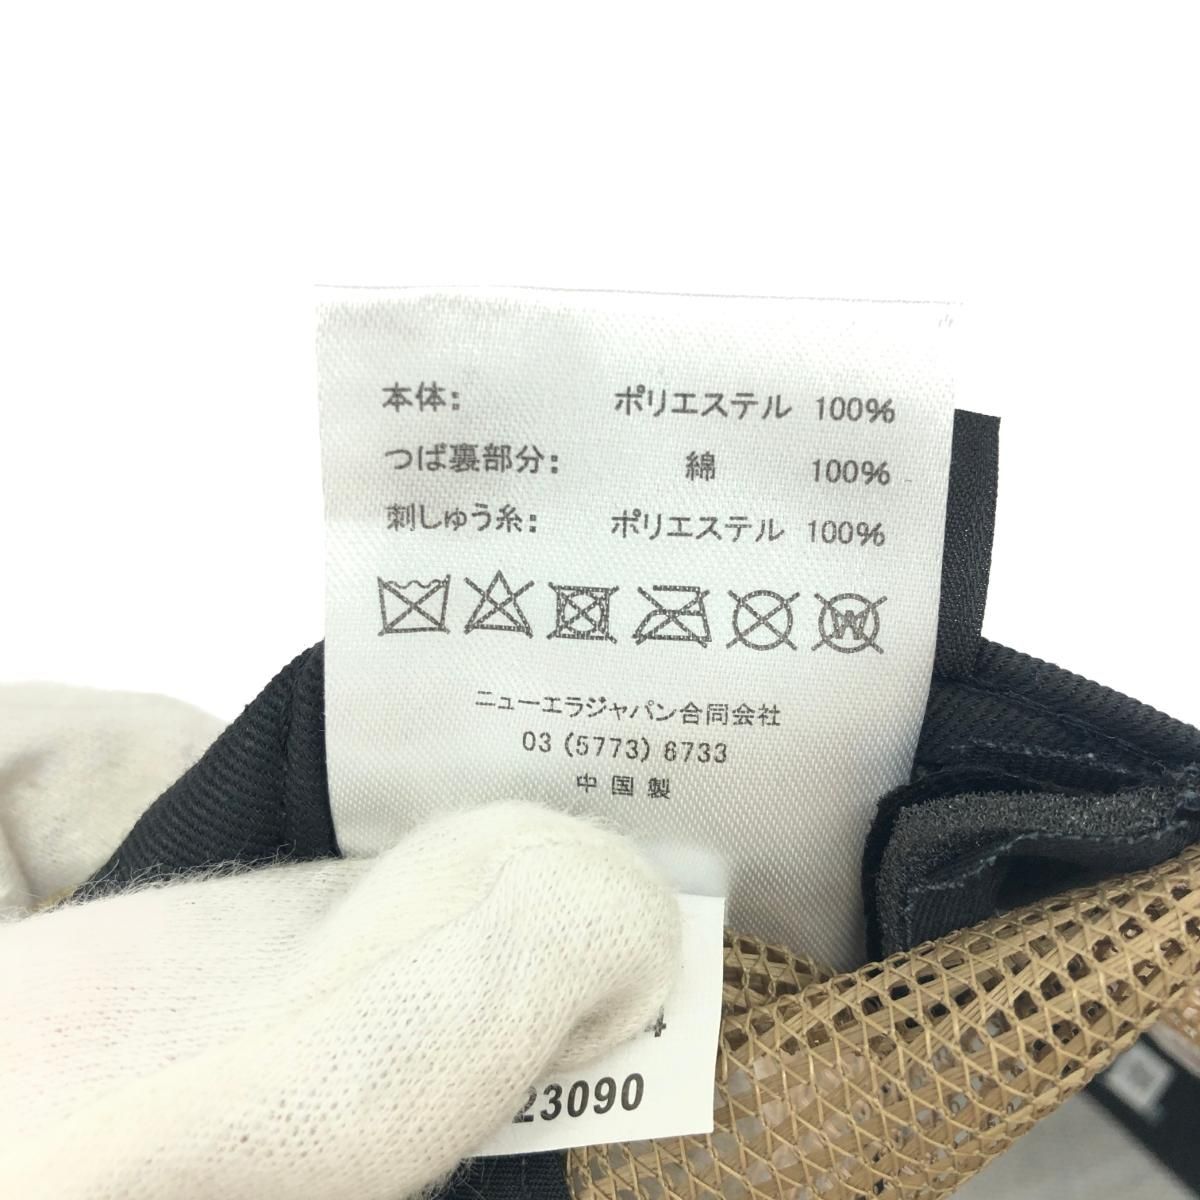 本体: ポリエステル 100%
つば裏部分: 綿 100%
刺しゅう糸: ポリエステル 100%
W
ニューエラジャパン合同会社
03 (5773) 6733
中国製
4
23090